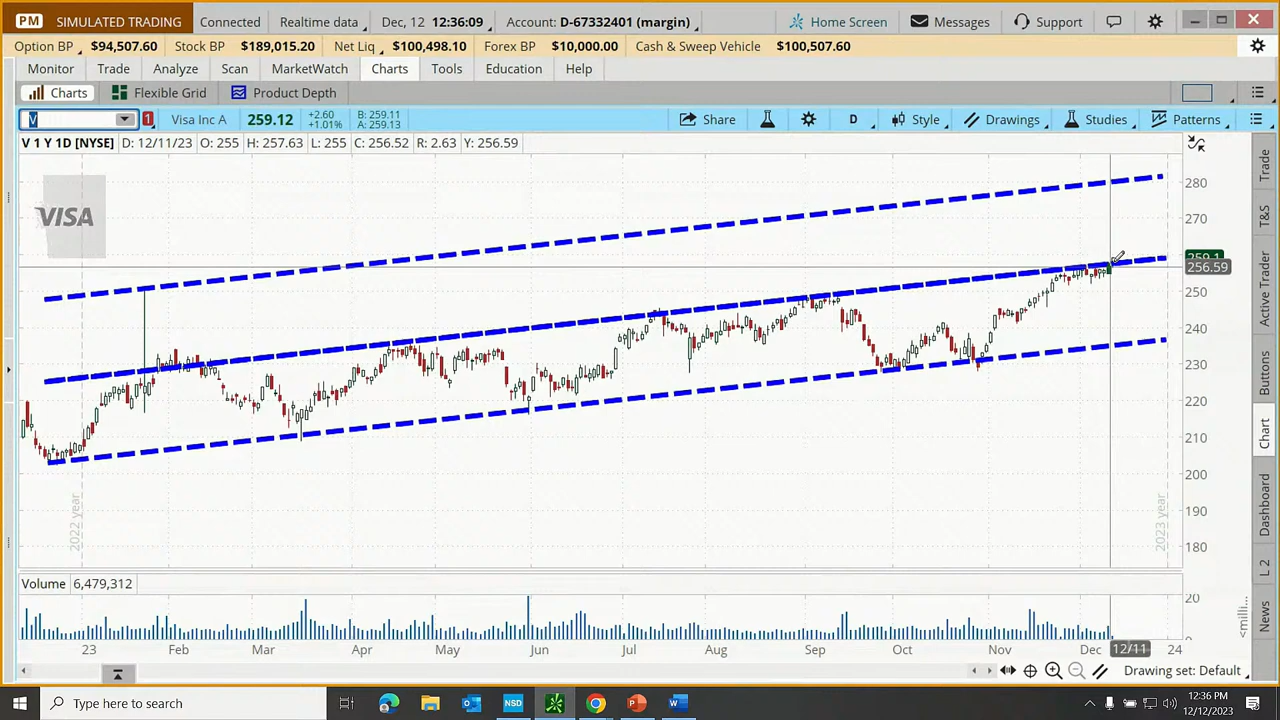 PM SIMULATED TRADING Connected Realtime data Dec, 12 12:36:09 Account: D-67332401 (margin) Home Screen Messages Support
Option BP $94,507.60 Stock BP $189,015.20 Net Liq $100,498.10 Forex BP $10,000.00 Cash & Sweep Vehicle $100,507.60
Monitor Trade Analyze Scan MarketWatch Charts Tools Education Help
Charts Flexible Grid Product Depth
V 1 Visa Inc A 259.12 +2.60 B: 259.11 Share D Style Drawings Studies Patterns
+1.01% A: 259.13
V 1 Y 1D [NYSE] D: 12/11/23 O: 255 H: 257.63 L: 255 C: 256.52 R: 2.63 Y: 256.59
VISA
280
270
259.1
256.59
250
240
230
220
210
200
190
180
2022 year
2023 year
Volume 6,479,312
20
0
<milli...
23 Feb Mar Apr May Jun Jul Aug Sep Oct Nov Dec 12/11 24
Drawing set: Default
Trade
T&S
Active Trader
Buttons
Chart
Dashboard
L 2
News
Type here to search
NSD
12:36 PM
12/12/2023